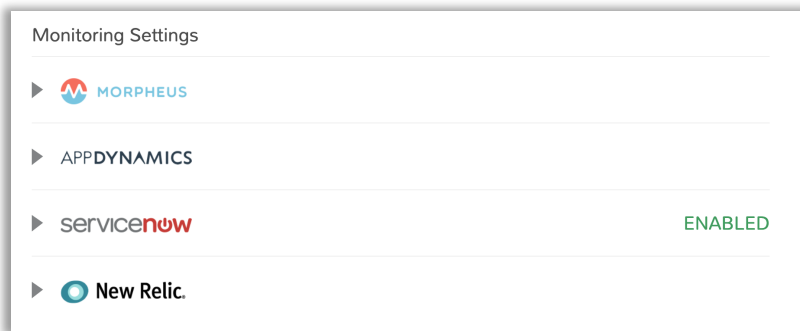 Monitoring Settings
MORPHEUS
APPDYNAMICS
servicenow ENABLED
New Relic.